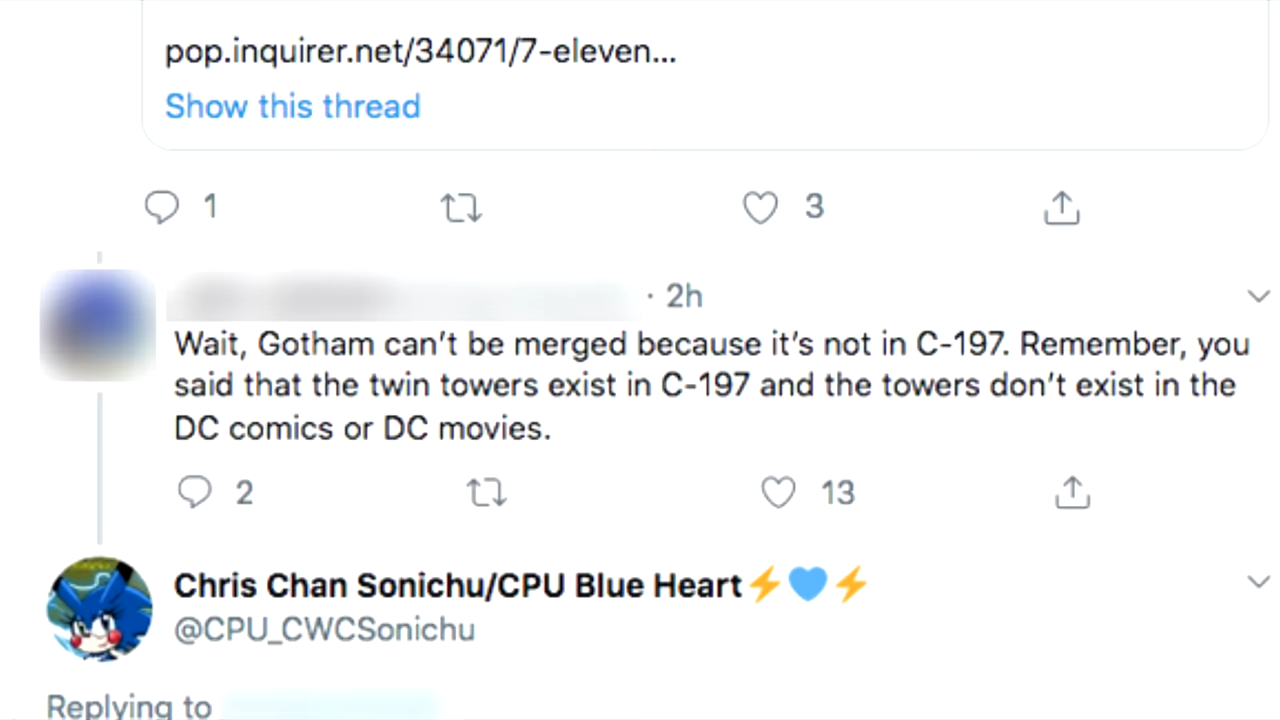 pop.inquirer.net/34071/7-eleven...
Show this thread
1 3
· 2h
Wait, Gotham can’t be merged because it’s not in C-197. Remember, you
said that the twin towers exist in C-197 and the towers don’t exist in the
DC comics or DC movies.
2 13
Chris Chan Sonichu/CPU Blue Heart⚡💙⚡
@CPU_CWCSonichu
Replying to